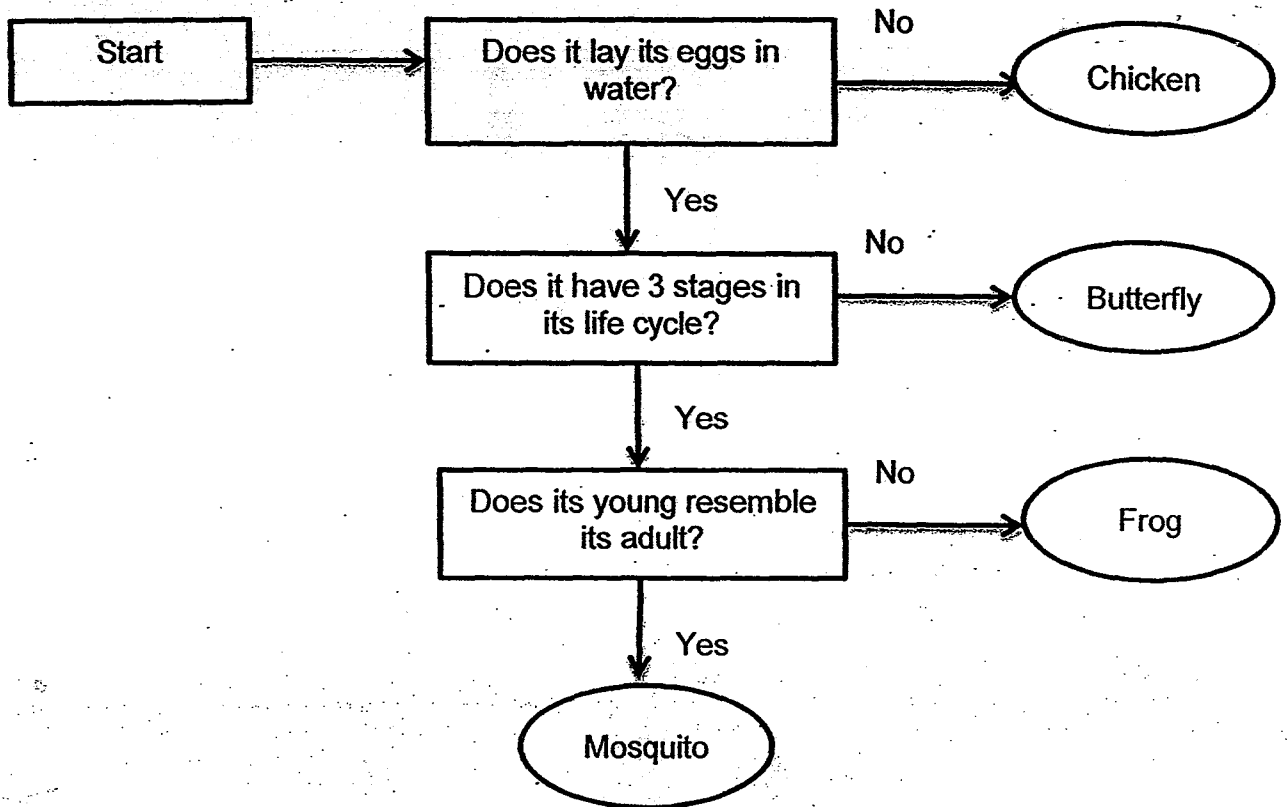 Start
Does it lay its eggs in
water?
No
Chicken
Yes
Does it have 3 stages in
its life cycle?
No
Butterfly
Yes
Does its young resemble
its adult?
No
Frog
Yes
Mosquito